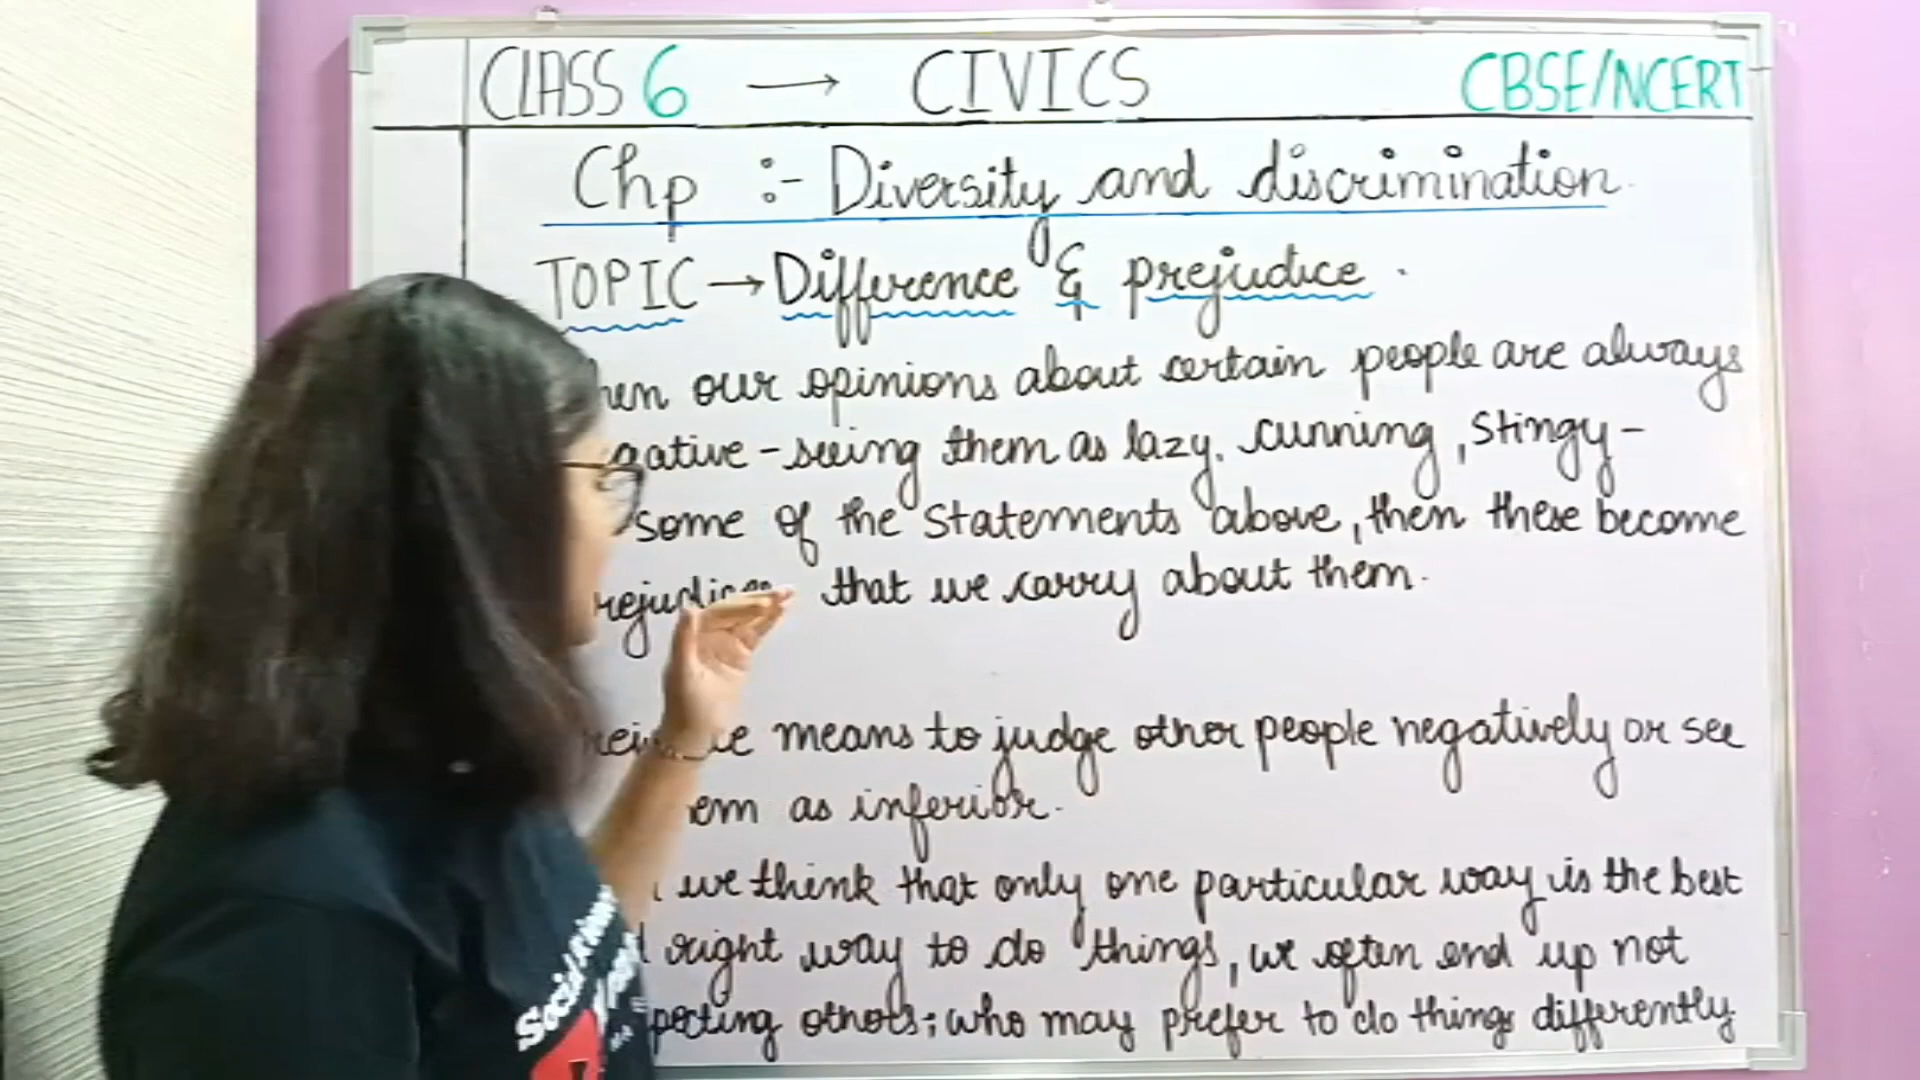 CLASS 6 → CIVICS CBSE/NCERT
Chp :- Diversity and discrimination.
TOPIC → Difference & prejudice.
hen our opinions about certain people are always
gative - seeing them as lazy, cunning, stingy -
some of the statements above, then these become
rejudices that we carry about them.
means to judge other people negatively or see
em as inferior.
we think that only one particular way is the best
right way to do things, we often end up not
pecting others; who may prefer to do things differently